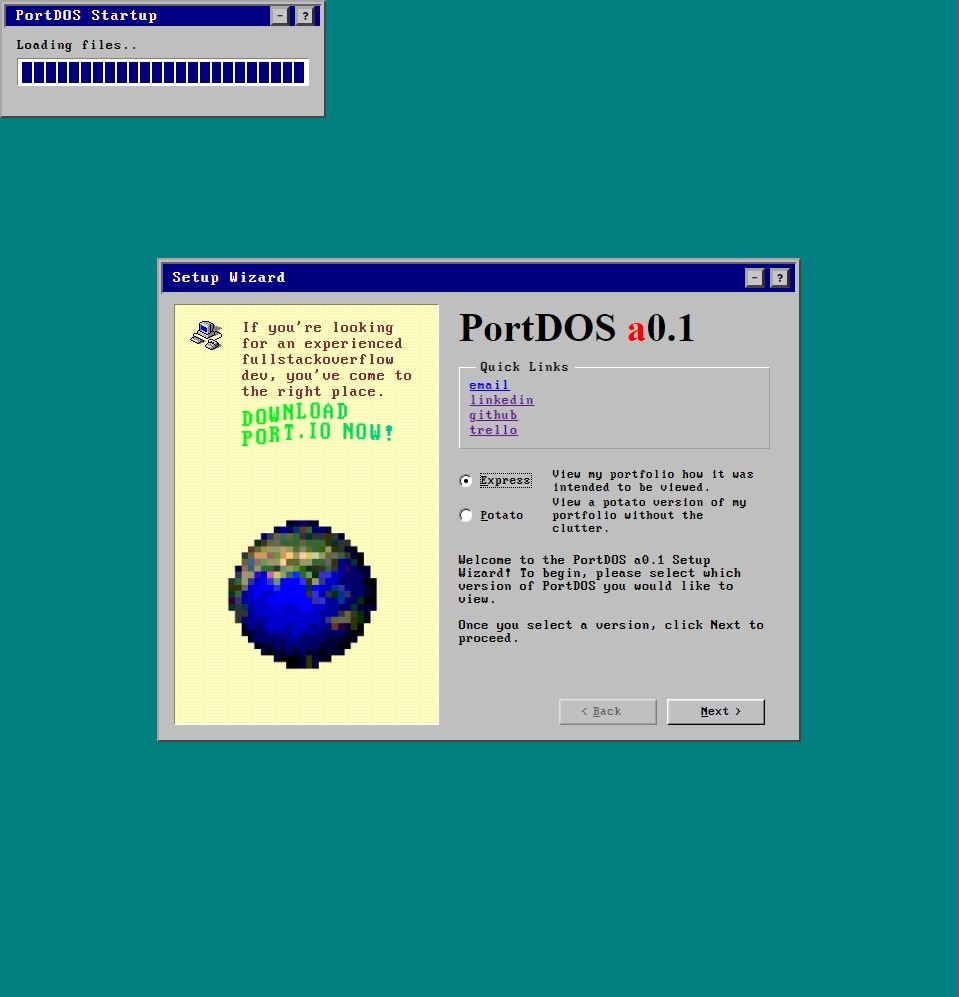 PortDOS Startup
- ?
Loading files..
Setup Wizard
- ?
If you're looking
for an experienced
fullstackoverflow
dev, you've come to
the right place.
DOWNLOAD
PORT.IO NOW!
PortDOS a0.1
Quick Links
email
linkedin
github
trello
Express
View my portfolio how it was
intended to be viewed.
Potato
View a potato version of my
portfolio without the
clutter.
Welcome to the PortDOS a0.1 Setup
Wizard! To begin, please select which
version of PortDOS you would like to
view.
Once you select a version, click Next to
proceed.
< Back
Next >